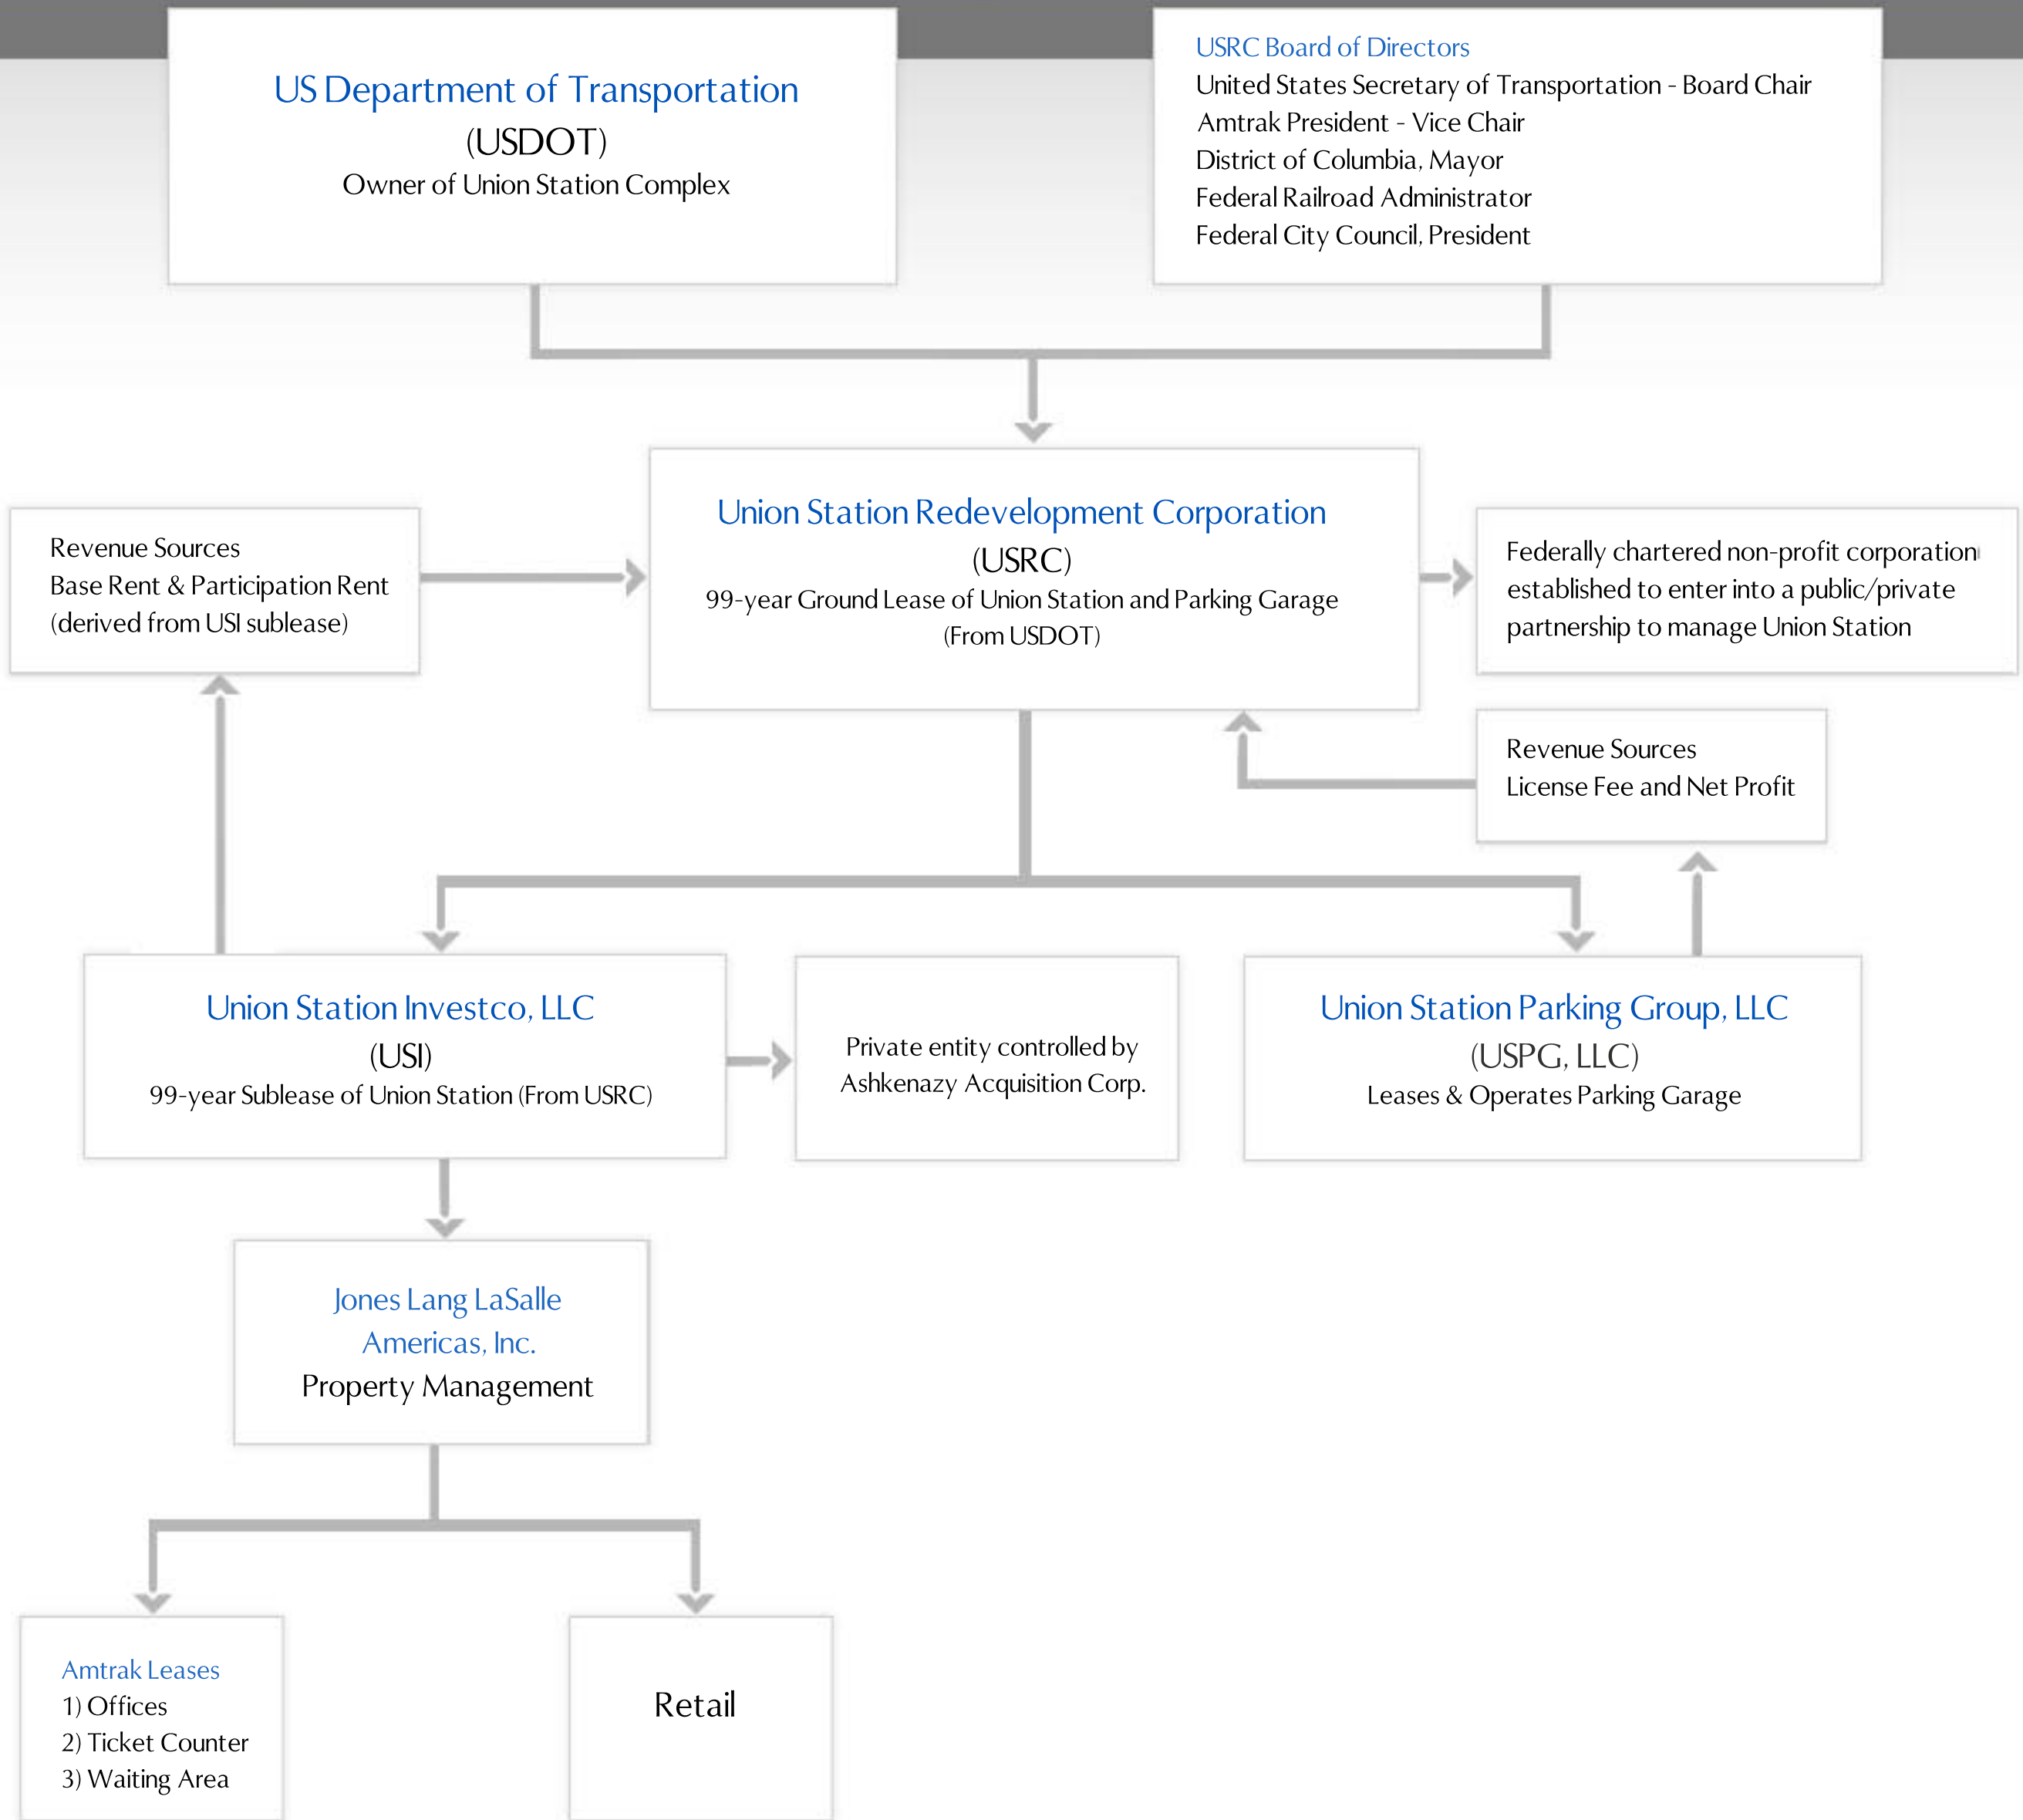 US Department of Transportation
(USDOT)
Owner of Union Station Complex
USRC Board of Directors
United States Secretary of Transportation - Board Chair
Amtrak President - Vice Chair
District of Columbia, Mayor
Federal Railroad Administrator
Federal City Council, President
Revenue Sources
Base Rent & Participation Rent
(derived from USI sublease)
Union Station Redevelopment Corporation
(USRC)
99-year Ground Lease of Union Station and Parking Garage
(From USDOT)
Federally chartered non-profit corporation
established to enter into a public/private
partnership to manage Union Station
Revenue Sources
License Fee and Net Profit
Union Station Investco, LLC
(USI)
99-year Sublease of Union Station (From USRC)
Private entity controlled by
Ashkenazy Acquisition Corp.
Union Station Parking Group, LLC
(USPG, LLC)
Leases & Operates Parking Garage
Jones Lang LaSalle
Americas, Inc.
Property Management
Amtrak Leases
1) Offices
2) Ticket Counter
3) Waiting Area
Retail